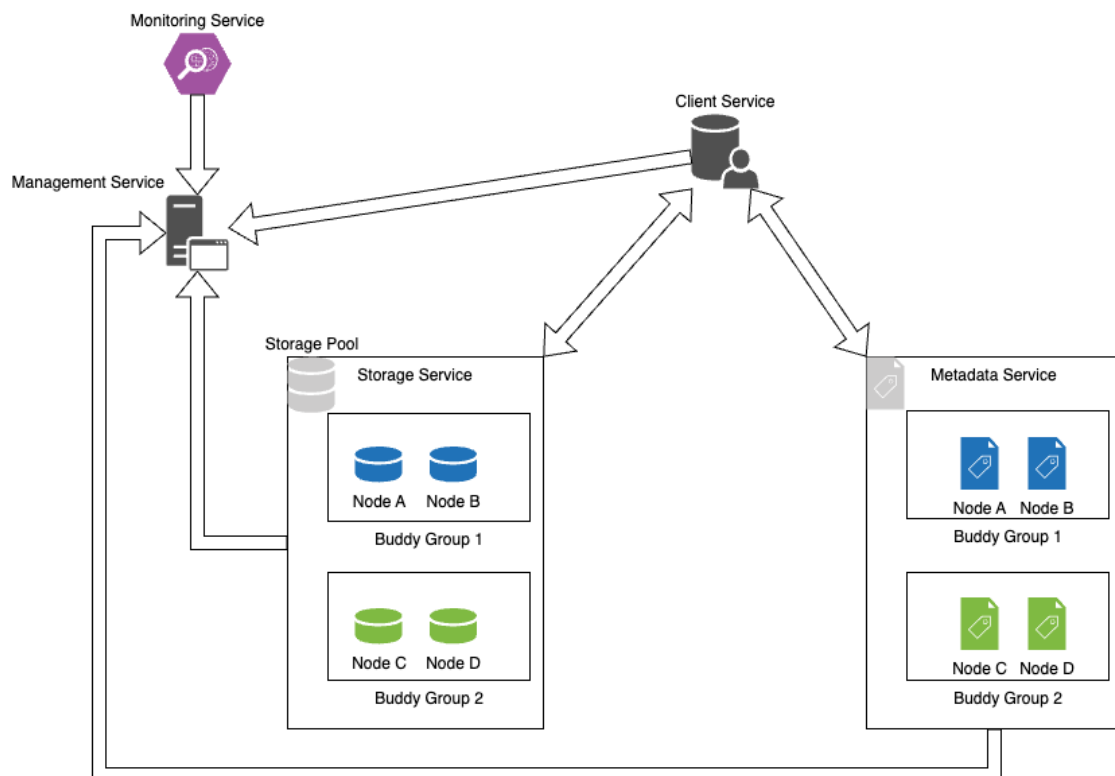 Monitoring Service
Client Service
Management Service
Storage Pool
Storage Service
Node A
Node B
Buddy Group 1
Node C
Node D
Buddy Group 2
Metadata Service
Node A
Node B
Buddy Group 1
Node C
Node D
Buddy Group 2